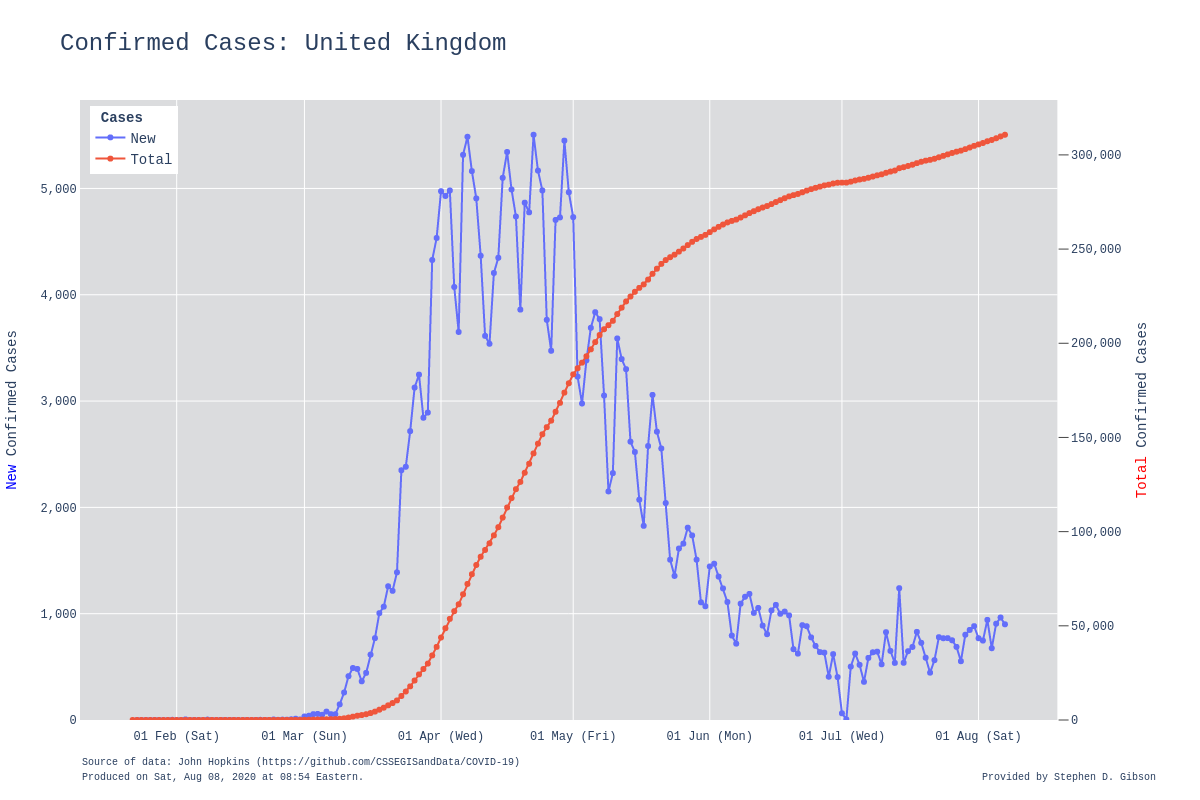 Confirmed Cases: United Kingdom
Cases
New
Total
5,000
4,000
3,000
2,000
1,000
0
New Confirmed Cases
300,000
250,000
200,000
150,000
100,000
50,000
0
Total Confirmed Cases
01 Feb (Sat)
01 Mar (Sun)
01 Apr (Wed)
01 May (Fri)
01 Jun (Mon)
01 Jul (Wed)
01 Aug (Sat)
Source of data: John Hopkins (https://github.com/CSSEGISandData/COVID-19)
Produced on Sat, Aug 08, 2020 at 08:54 Eastern.
Provided by Stephen D. Gibson